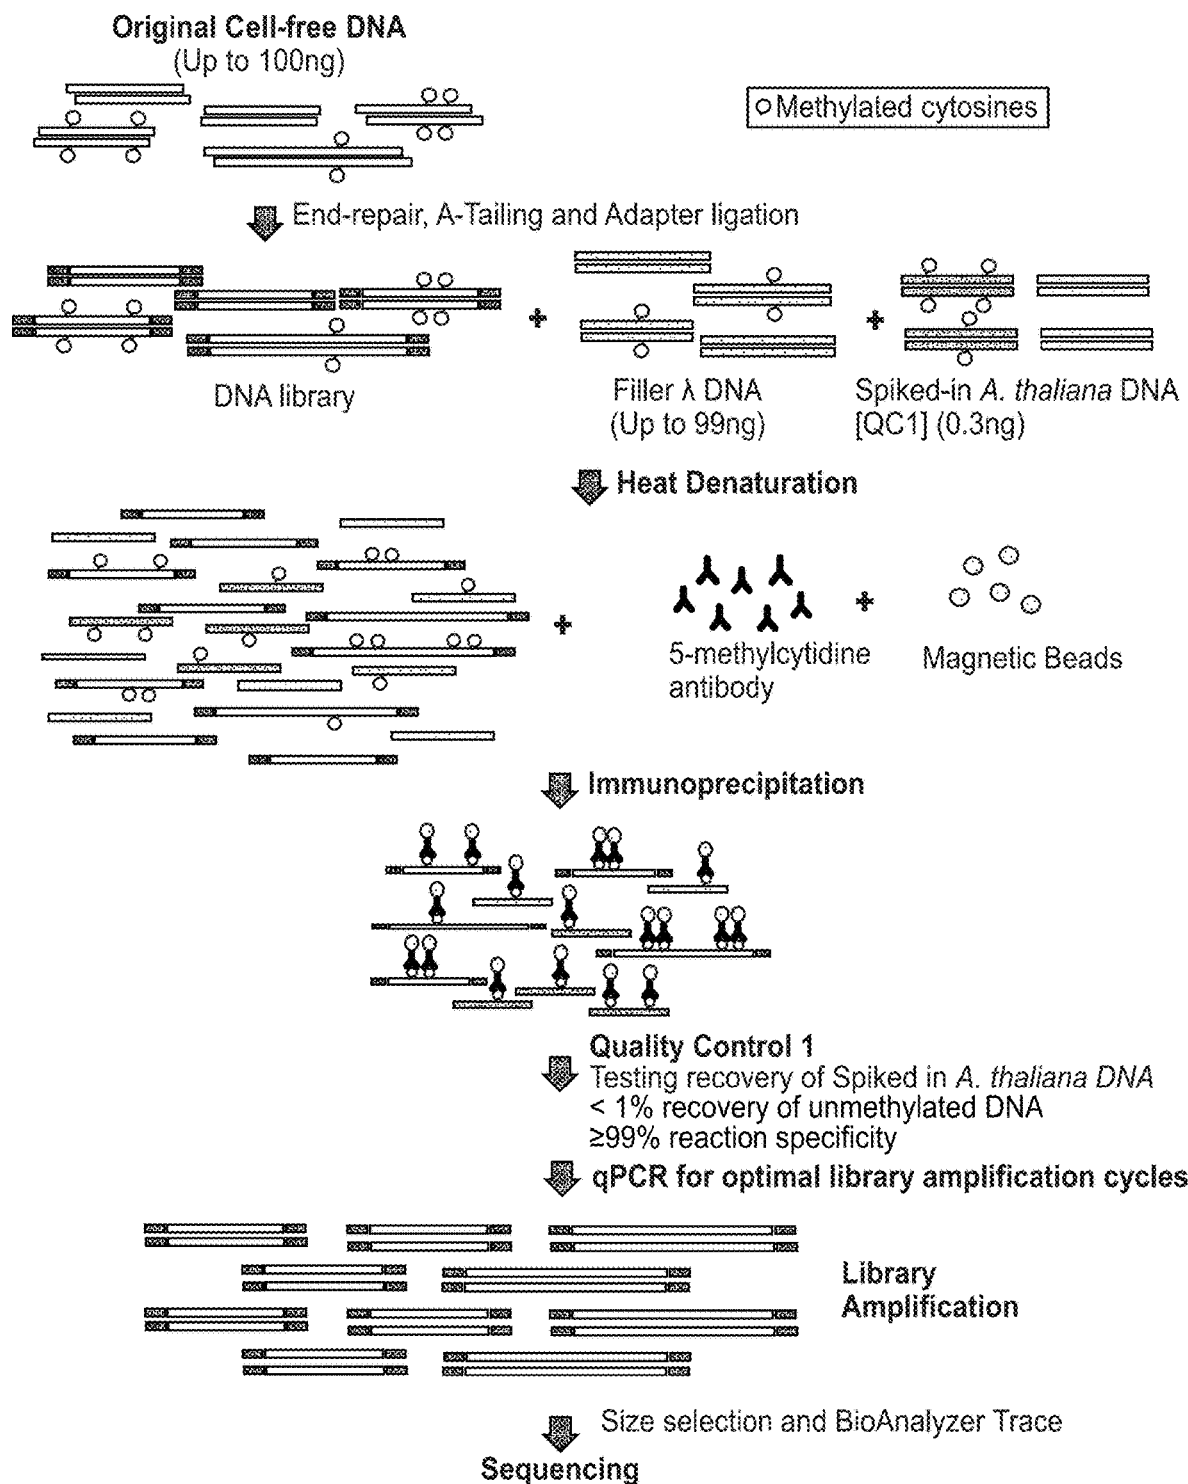 Original Cell-free DNA
(Up to 100ng)
Methylated cytosines
End-repair, A-Tailing and Adapter ligation
+
+
DNA library
Filler λ DNA
(Up to 99ng)
Spiked-in A. thaliana DNA
[QC1] (0.3ng)
Heat Denaturation
+
+
5-methylcytidine
antibody
Magnetic Beads
Immunoprecipitation
Quality Control 1
Testing recovery of Spiked in A. thaliana DNA
< 1% recovery of unmethylated DNA
≥99% reaction specificity
qPCR for optimal library amplification cycles
Library
Amplification
Size selection and BioAnalyzer Trace
Sequencing